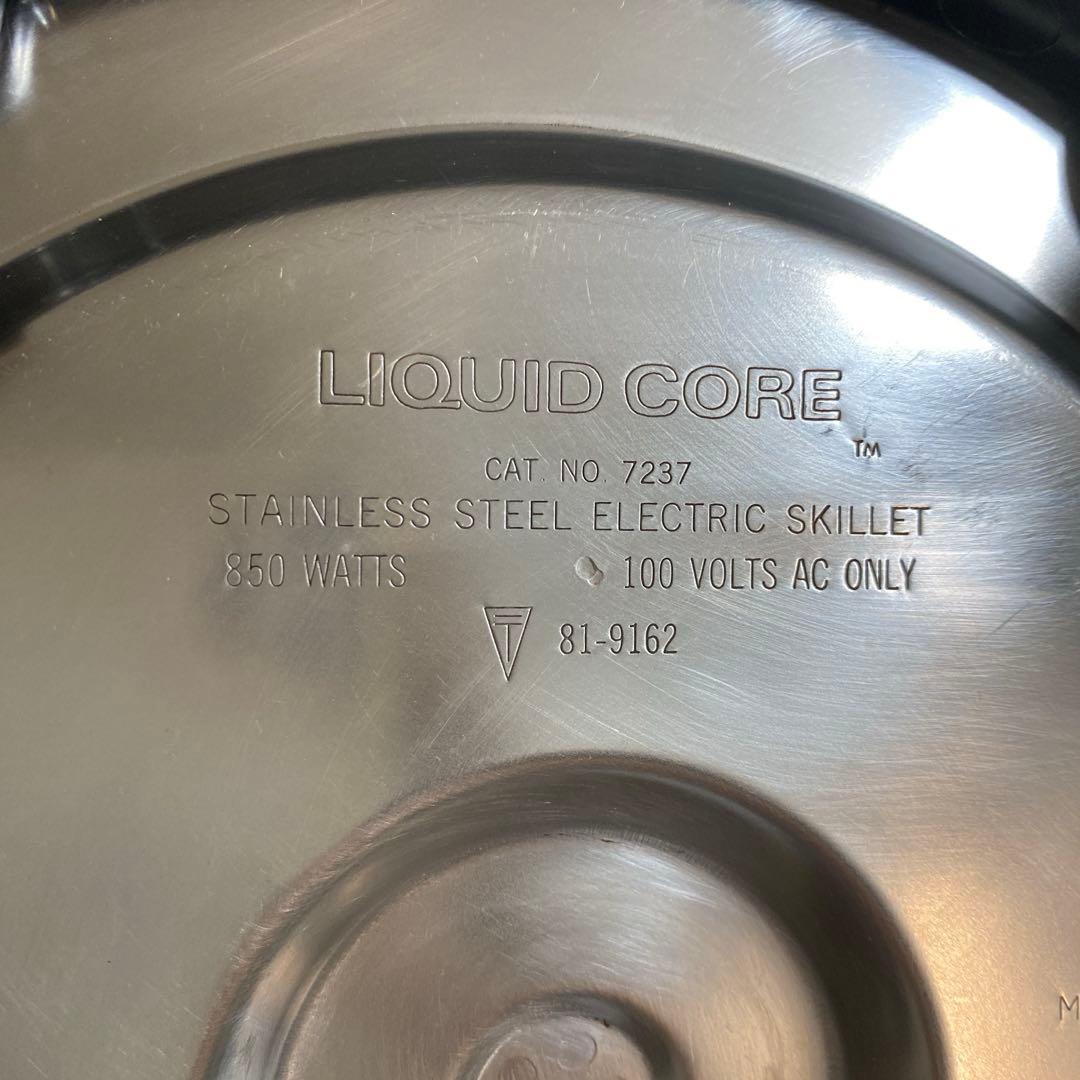 LIQUID CORE
TM
CAT. NO. 7237
STAINLESS STEEL ELECTRIC SKILLET
850 WATTS 100 VOLTS AC ONLY
T 81-9162
M